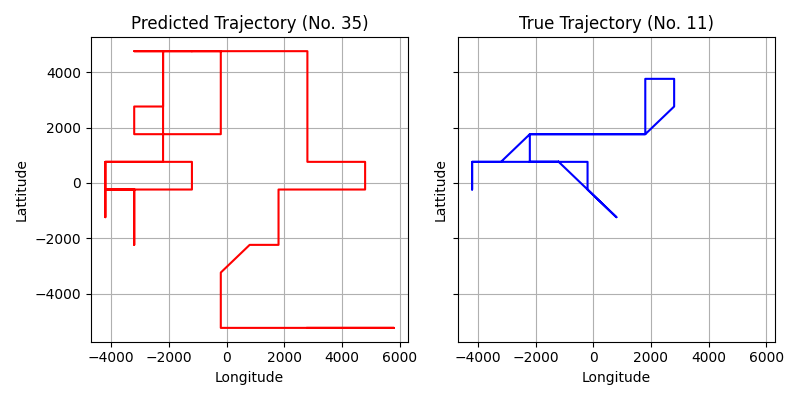 Predicted Trajectory (No. 35)
True Trajectory (No. 11)
Lattitude
4000
2000
0
−2000
−4000
−4000 −2000 0 2000 4000 6000
Longitude
Lattitude
−4000 −2000 0 2000 4000 6000
Longitude